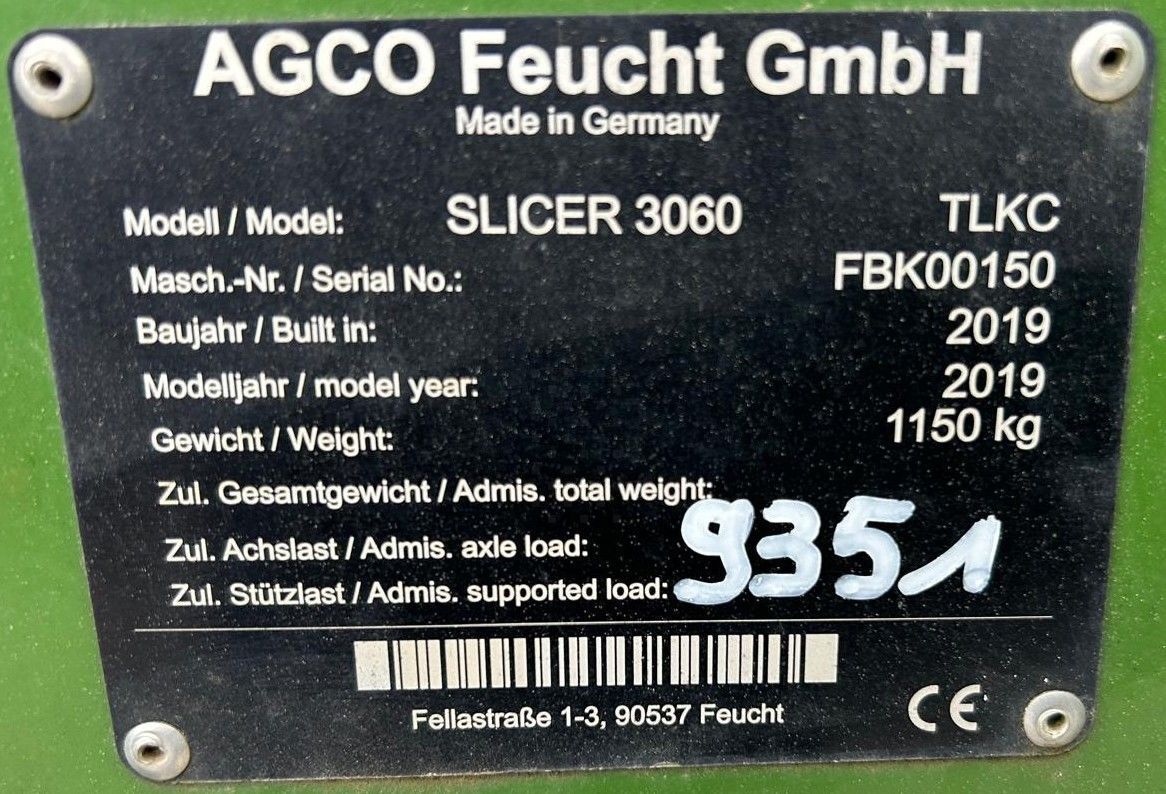 AGCO Feucht GmbH
Made in Germany
Modell / Model: SLICER 3060 TLKC
Masch.-Nr. / Serial No.: FBK00150
Baujahr / Built in: 2019
Modelljahr / model year: 2019
Gewicht / Weight: 1150 kg
Zul. Gesamtgewicht / Admis. total weight:
Zul. Achslast / Admis. axle load:
9351
Zul. Stützlast / Admis. supported load:
Fellastraße 1-3, 90537 Feucht
CE